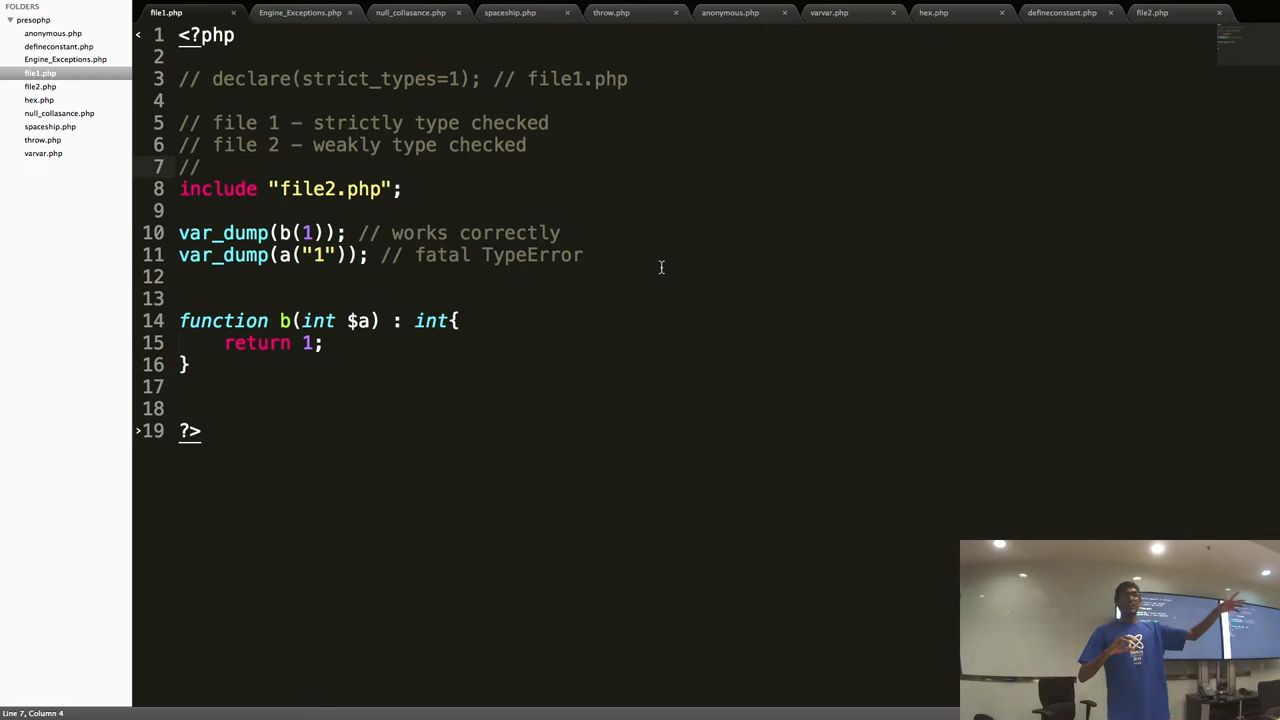 FOLDERS
presophp
anonymous.php
defineconstant.php
Engine_Exceptions.php
file1.php
file2.php
hex.php
null_collasance.php
spaceship.php
throw.php
varvar.php
file1.php × Engine_Exceptions.php × null_collasance.php × spaceship.php × throw.php × anonymous.php × varvar.php × hex.php × defineconstant.php × file2.php ×
1 <?php
2
3 // declare(strict_types=1); // file1.php
4
5 // file 1 - strictly type checked
6 // file 2 - weakly type checked
7 //
8 include "file2.php";
9
10 var_dump(b(1)); // works correctly
11 var_dump(a("1")); // fatal TypeError
12
13
14 function b(int $a) : int{
15 return 1;
16 }
17
18
19 ?>
Line 7, Column 4